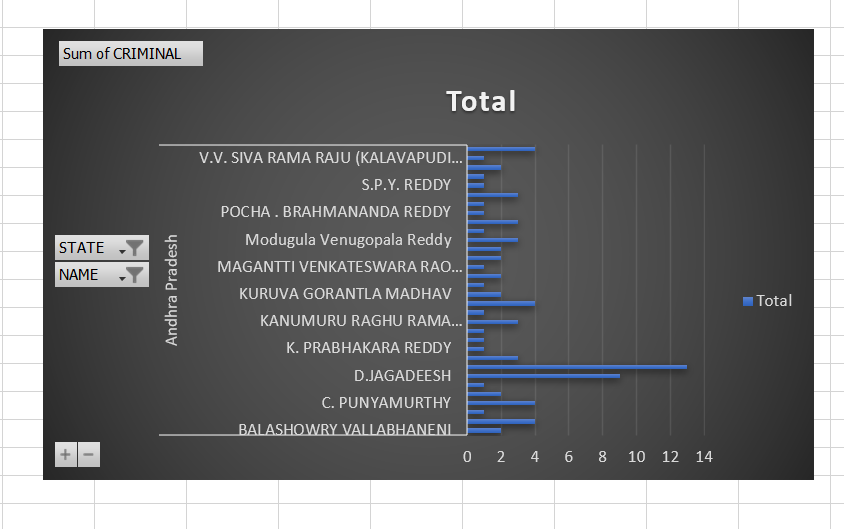 Sum of CRIMINAL
Total
V.V. SIVA RAMA RAJU (KALAVAPUDI...
S.P.Y. REDDY
POCHA . BRAHMANANDA REDDY
Modugula Venugopala Reddy
MAGANTTI VENKATESWARA RAO...
KURUVA GORANTLA MADHAV
KANUMURU RAGHU RAMA...
K. PRABHAKARA REDDY
D.JAGADEESH
C. PUNYAMURTHY
BALASHOWRY VALLABHANENI
Andhra Pradesh
STATE
NAME
Total
0 2 4 6 8 10 12 14
+ −